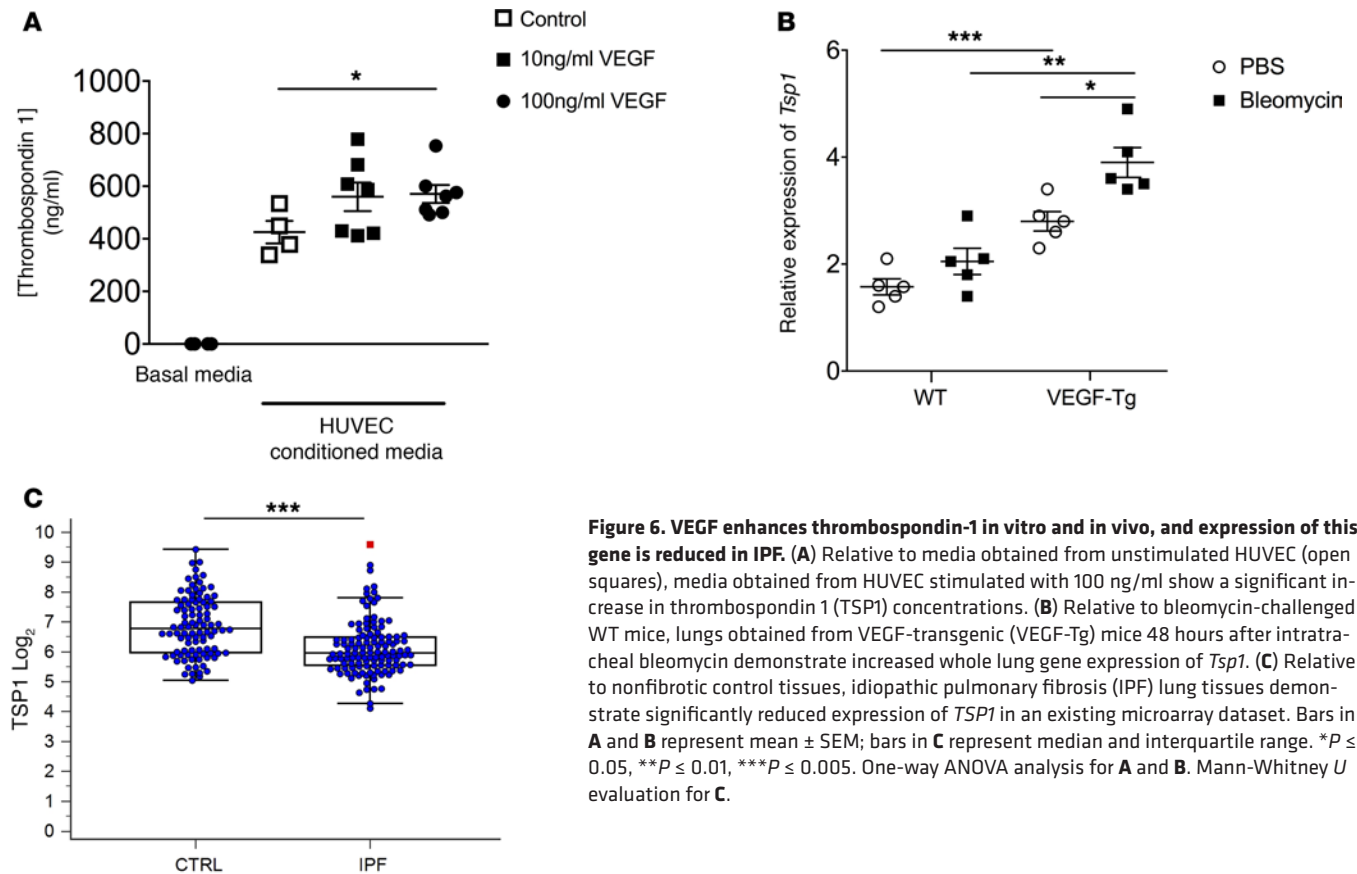 A
Control
10ng/ml VEGF
100ng/ml VEGF
*
[Thrombospondin 1]
(ng/ml)
1000
800
600
400
200
0
Basal media
HUVEC
conditioned media
B
PBS
Bleomycin
***
**
*
Relative expression of Tsp1
6
4
2
0
WT
VEGF-Tg
C
***
TSP1 Log₂
10
9
8
7
6
5
4
3
2
1
0
CTRL
IPF
Figure 6. VEGF enhances thrombospondin-1 in vitro and in vivo, and expression of this
gene is reduced in IPF. (A) Relative to media obtained from unstimulated HUVEC (open
squares), media obtained from HUVEC stimulated with 100 ng/ml show a significant in-
crease in thrombospondin 1 (TSP1) concentrations. (B) Relative to bleomycin-challenged
WT mice, lungs obtained from VEGF-transgenic (VEGF-Tg) mice 48 hours after intratra-
cheal bleomycin demonstrate increased whole lung gene expression of Tsp1. (C) Relative
to nonfibrotic control tissues, idiopathic pulmonary fibrosis (IPF) lung tissues demon-
strate significantly reduced expression of TSP1 in an existing microarray dataset. Bars in
A and B represent mean ± SEM; bars in C represent median and interquartile range. *P ≤
0.05, **P ≤ 0.01, ***P ≤ 0.005. One-way ANOVA analysis for A and B. Mann-Whitney U
evaluation for C.